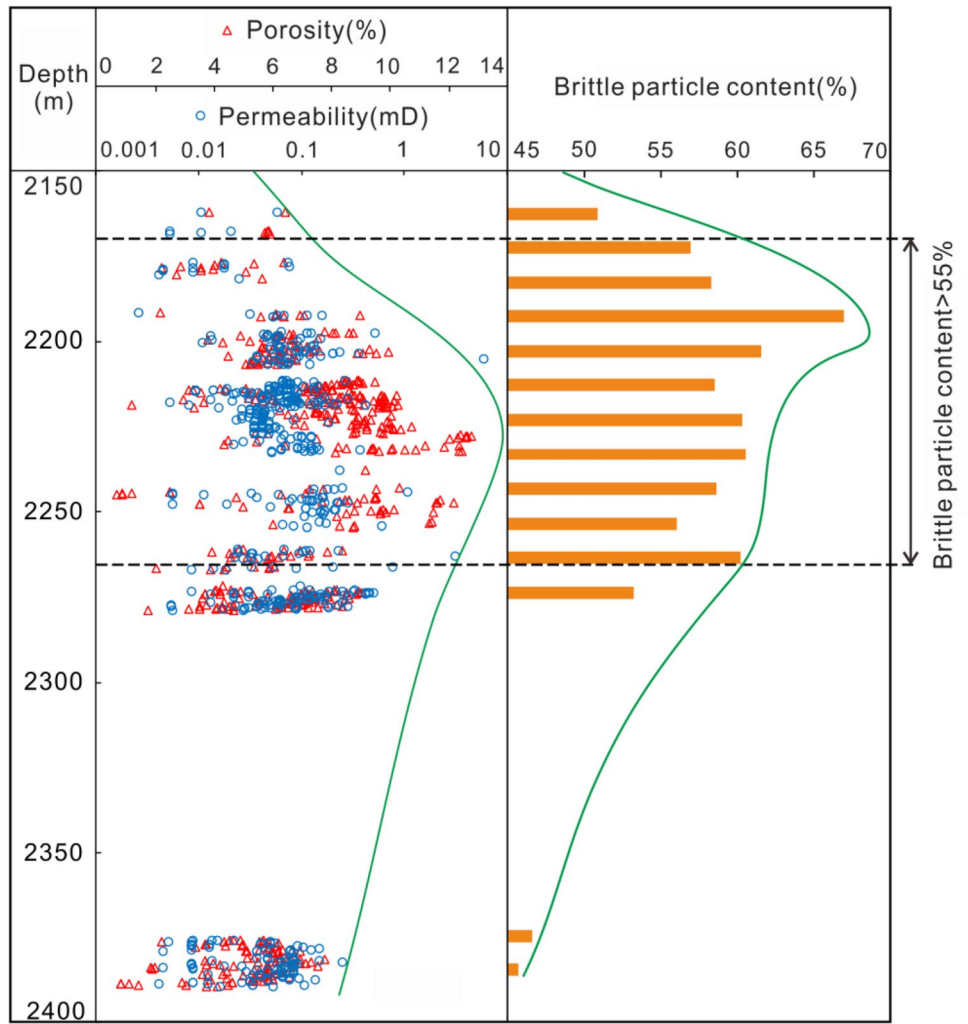 Porosity(%)
0 2 4 6 8 10 12 14
Depth
(m)
Permeability(mD)
0.001 0.01 0.1 1 10
Brittle particle content(%)
45 50 55 60 65 70
2150
2200
2250
2300
2350
2400
Brittle particle content>55%